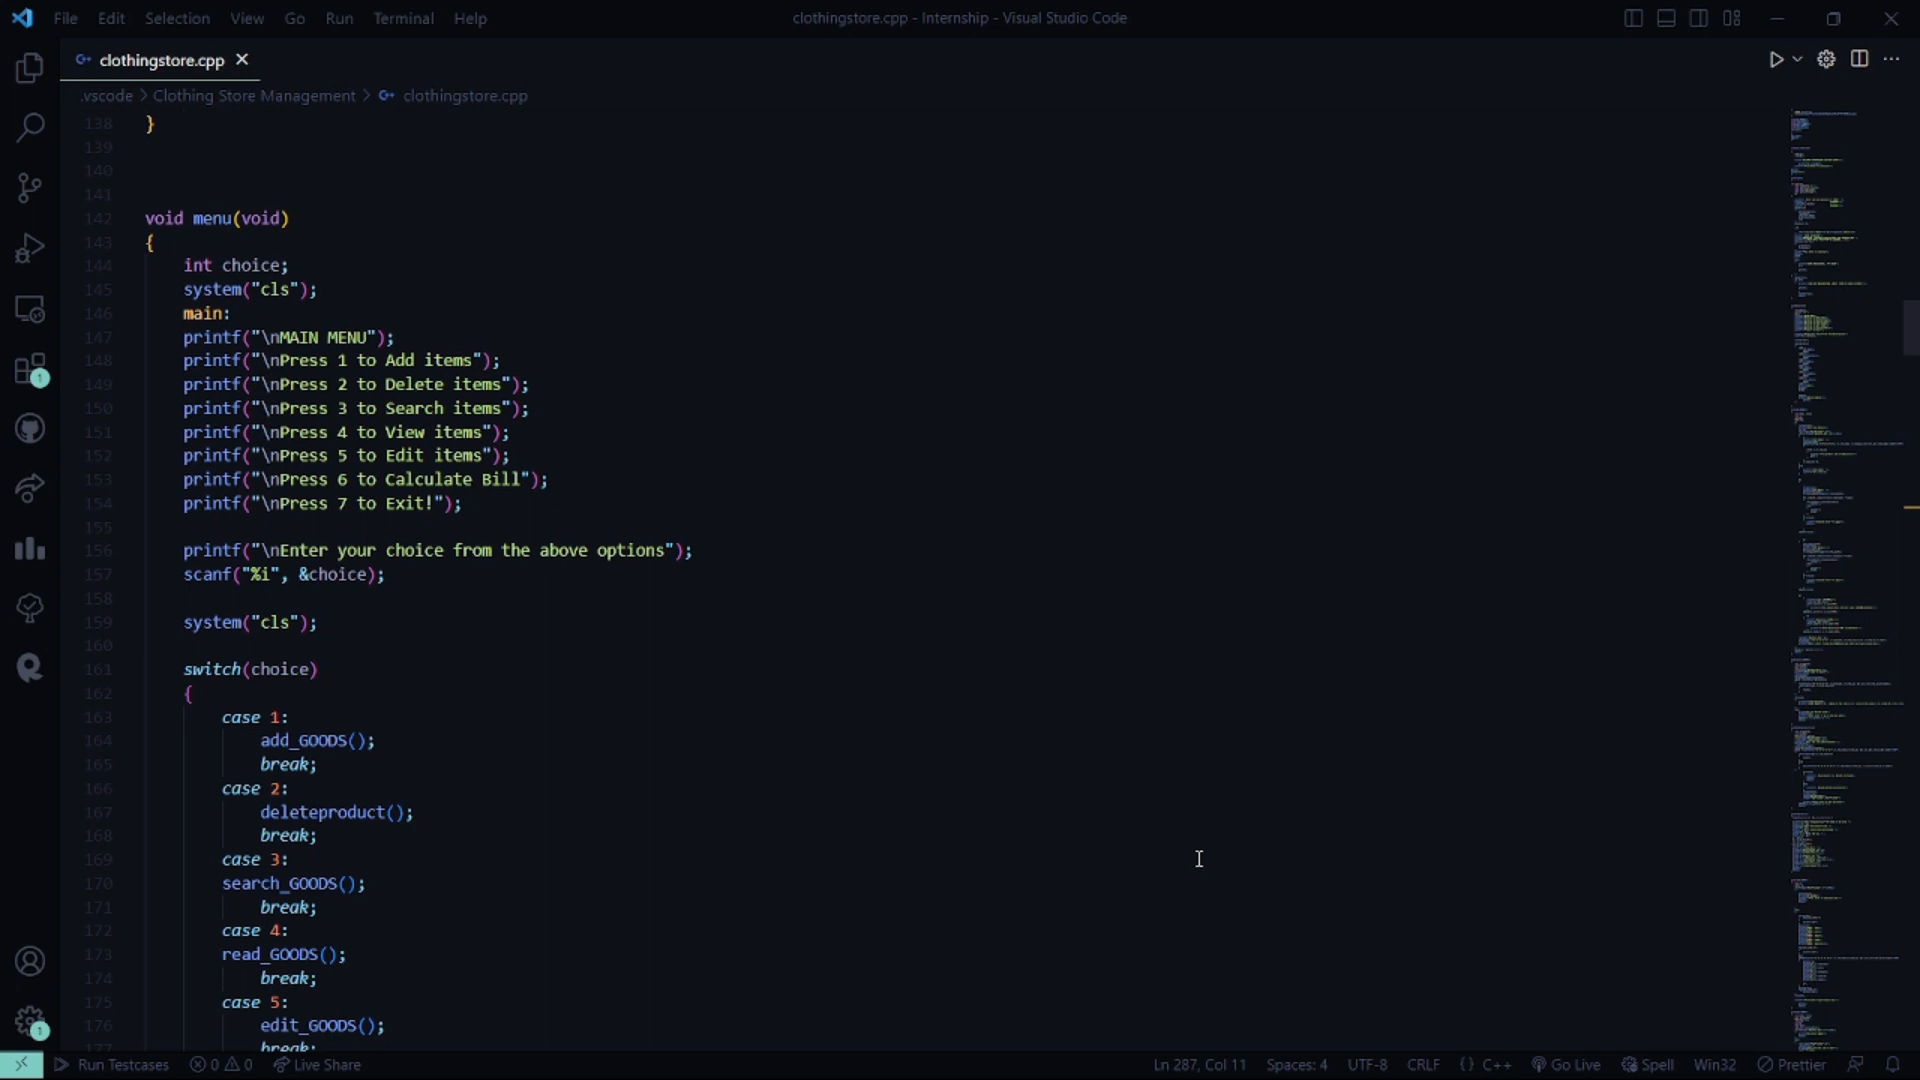 File Edit Selection View Go Run Terminal Help
clothingstore.cpp - Internship - Visual Studio Code
clothingstore.cpp
.vscode > Clothing Store Management > clothingstore.cpp
138 }
139
140
141
142 void menu(void)
143 {
144 int choice;
145 system("cls");
146 main:
147 printf("\nMAIN MENU");
148 printf("\nPress 1 to Add items");
149 printf("\nPress 2 to Delete items");
150 printf("\nPress 3 to Search items");
151 printf("\nPress 4 to View items");
152 printf("\nPress 5 to Edit items");
153 printf("\nPress 6 to Calculate Bill");
154 printf("\nPress 7 to Exit!");
155
156 printf("\nEnter your choice from the above options");
157 scanf("%i", &choice);
158
159 system("cls");
160
161 switch(choice)
162 {
163 case 1:
164 add_GOODS();
165 break;
166 case 2:
167 deleteproduct();
168 break;
169 case 3:
170 search_GOODS();
171 break;
172 case 4:
173 read_GOODS();
174 break;
175 case 5:
176 edit_GOODS();
177 break;
1
1
Run Testcases 0 0 Live Share
Ln 287, Col 11 Spaces: 4 UTF-8 CRLF {} C++ Go Live Spell Win32 Prettier